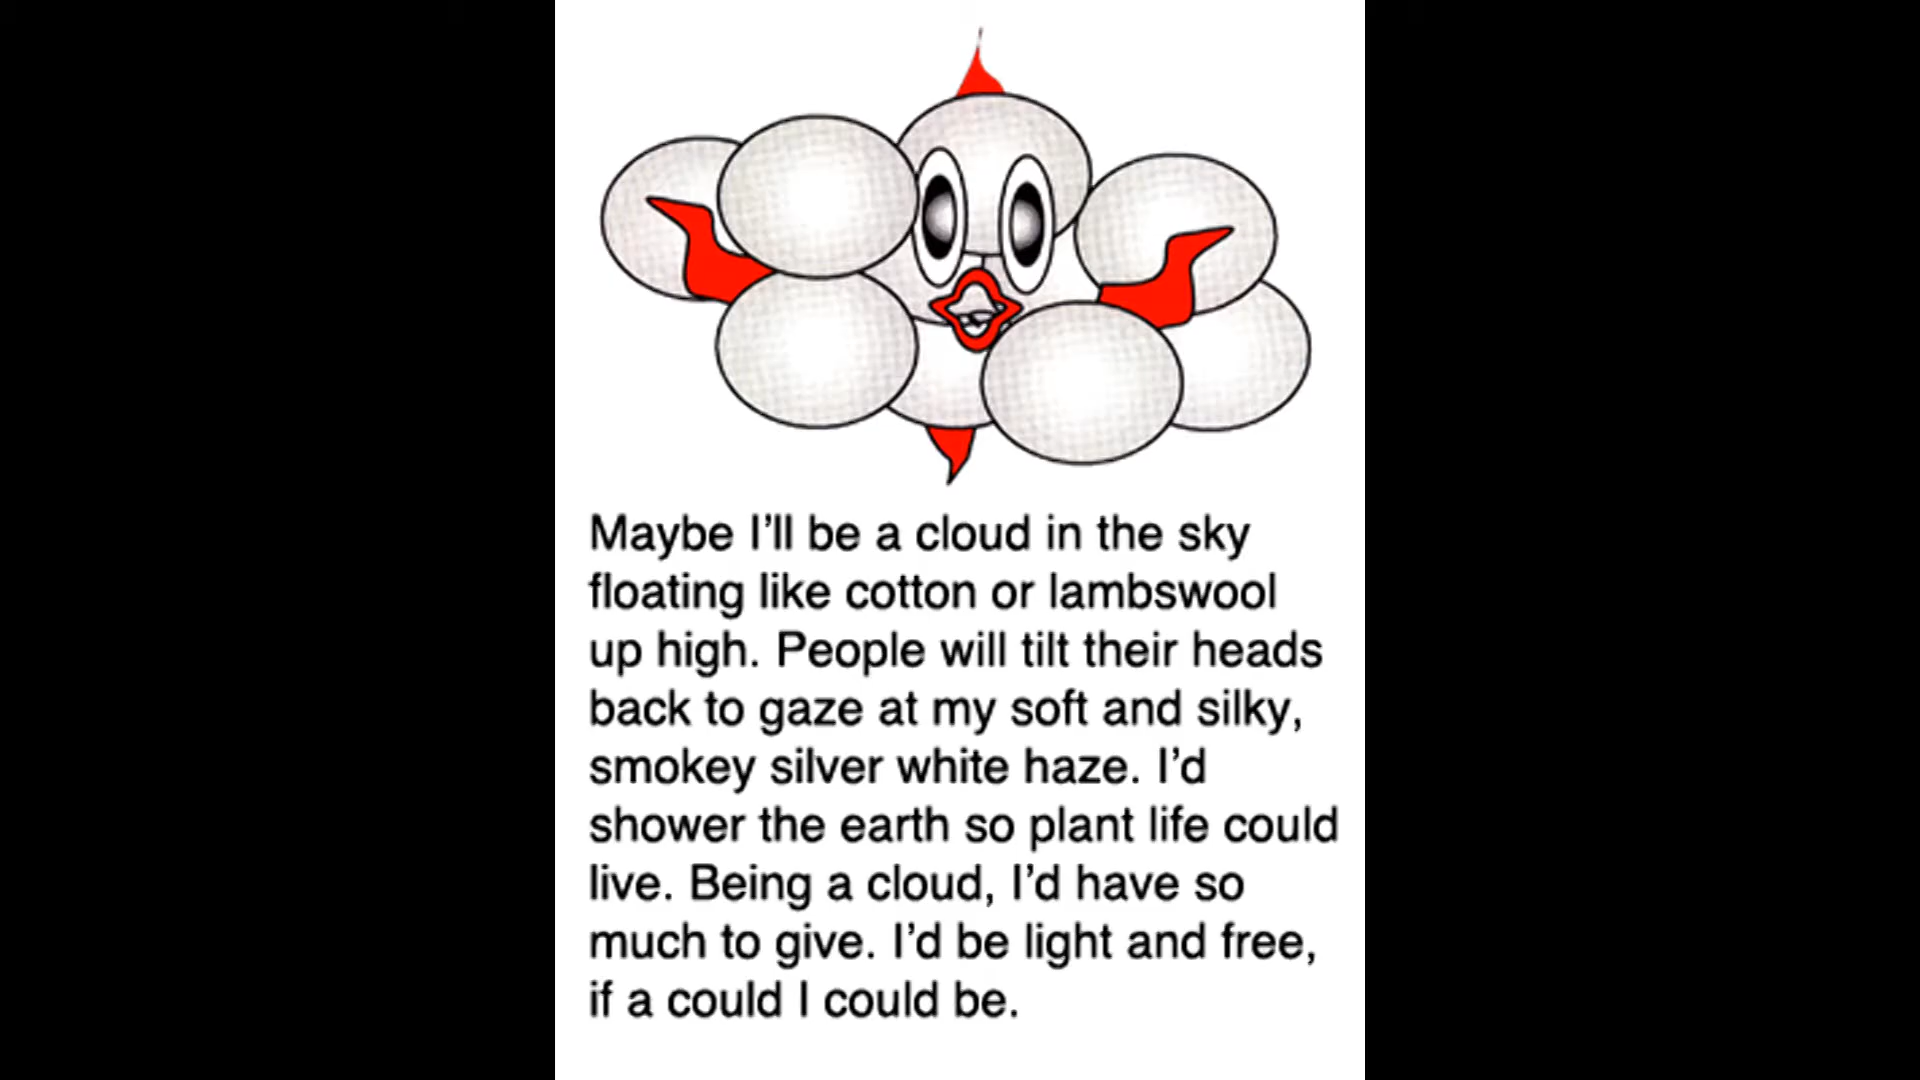 Maybe I’ll be a cloud in the sky
floating like cotton or lambswool
up high. People will tilt their heads
back to gaze at my soft and silky,
smokey silver white haze. I’d
shower the earth so plant life could
live. Being a cloud, I’d have so
much to give. I’d be light and free,
if a could I could be.